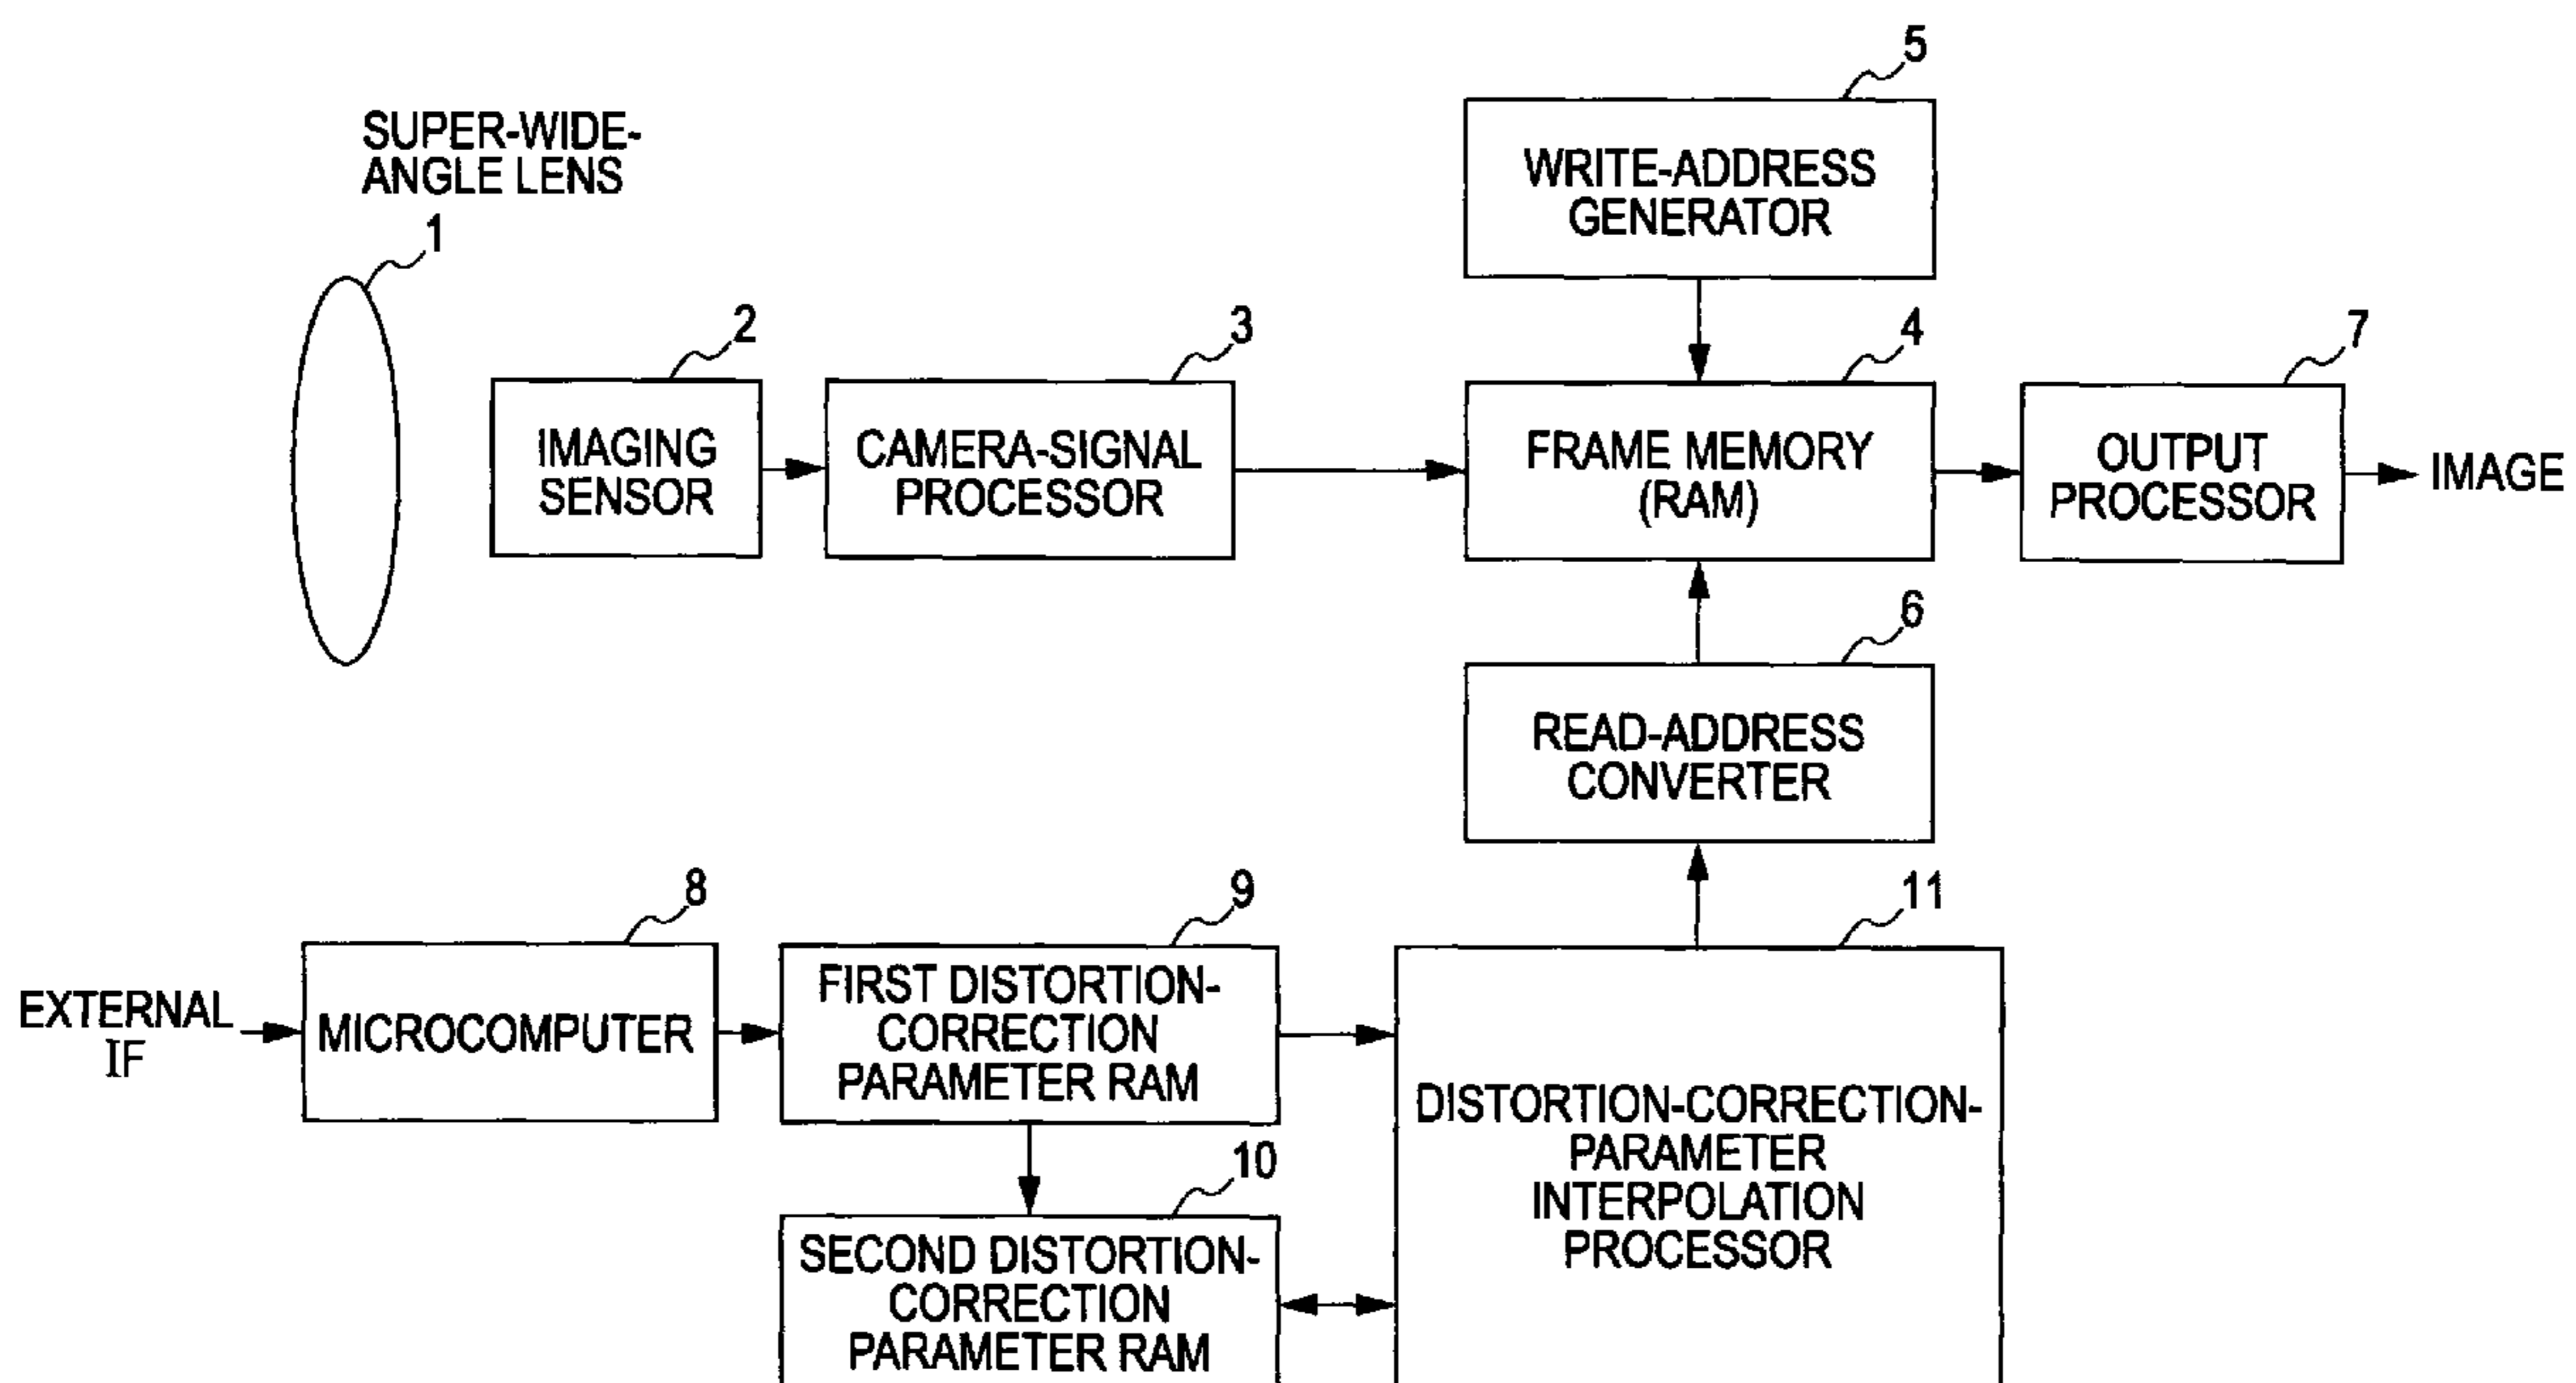 5
SUPER-WIDE-
ANGLE LENS
1
WRITE-ADDRESS
GENERATOR
2
3
4
7
IMAGING
SENSOR
CAMERA-SIGNAL
PROCESSOR
FRAME MEMORY
(RAM)
OUTPUT
PROCESSOR
IMAGE
6
READ-ADDRESS
CONVERTER
8
9
11
EXTERNAL
IF
MICROCOMPUTER
FIRST DISTORTION-
CORRECTION
PARAMETER RAM
DISTORTION-CORRECTION-
PARAMETER
INTERPOLATION
PROCESSOR
10
SECOND DISTORTION-
CORRECTION
PARAMETER RAM